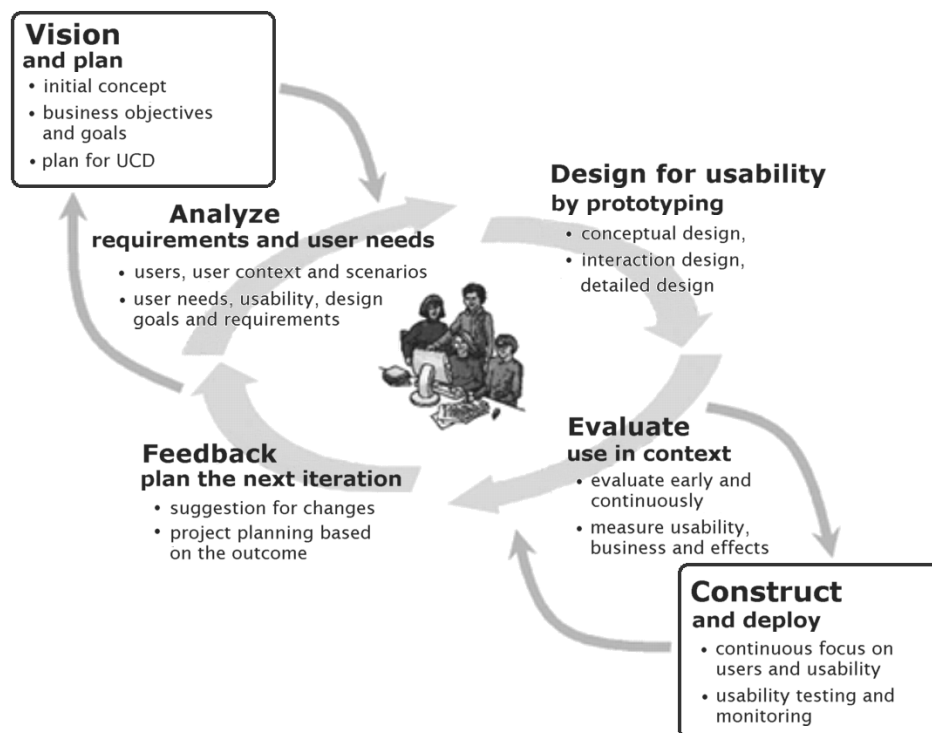 Vision
and plan
• initial concept
• business objectives
and goals
• plan for UCD
Analyze
requirements and user needs
• users, user context and scenarios
• user needs, usability, design
goals and requirements
Design for usability
by prototyping
• conceptual design,
• interaction design,
detailed design
Evaluate
use in context
• evaluate early and
continuously
• measure usability,
business and effects
Feedback
plan the next iteration
• suggestion for changes
• project planning based
on the outcome
Construct
and deploy
• continuous focus on
users and usability
• usability testing and
monitoring